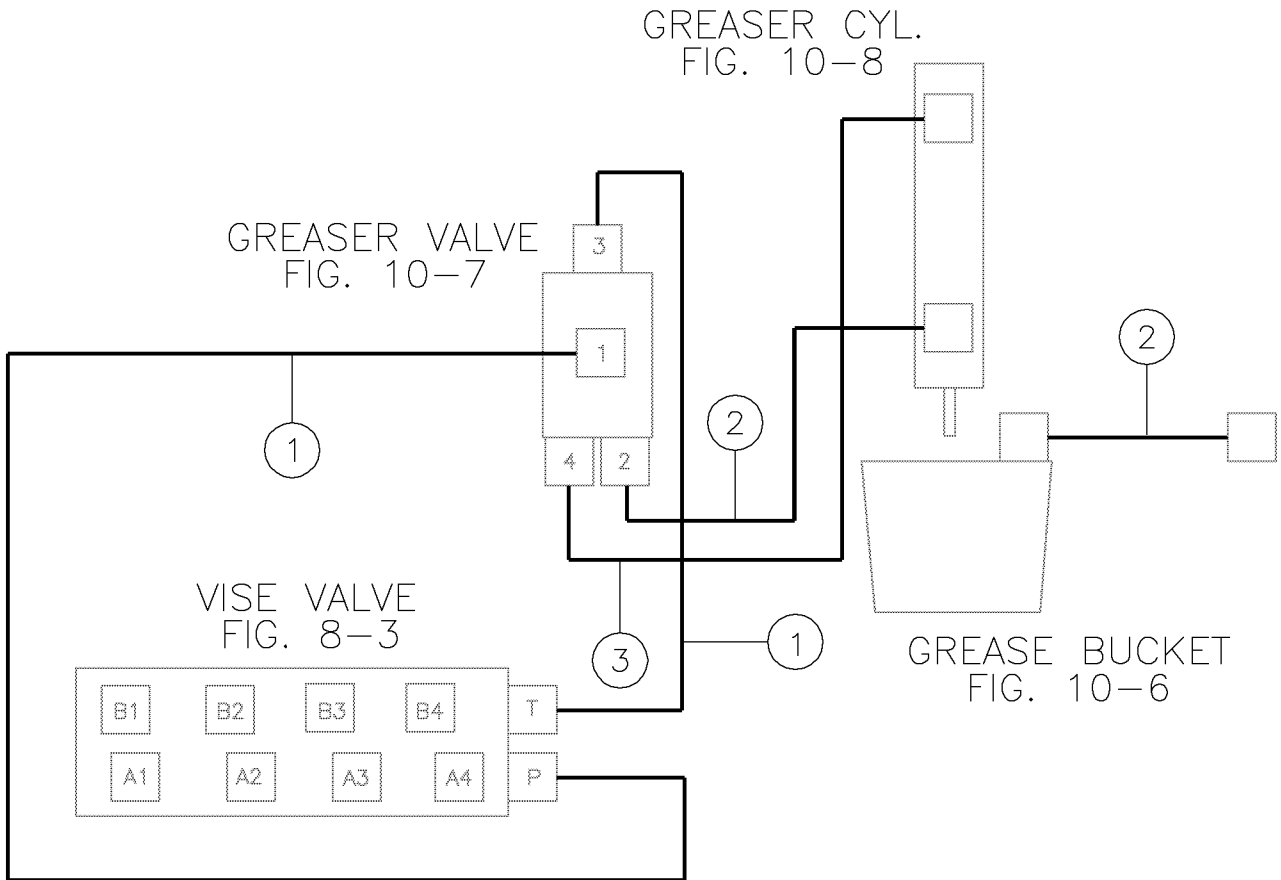 GREASER CYL.
FIG. 10-8
GREASER VALVE
FIG. 10-7
3
1
2
1
2
4
2
VISE VALVE
FIG. 8-3
3
1
GREASE BUCKET
FIG. 10-6
B1
B2
B3
B4
T
A1
A2
A3
A4
P